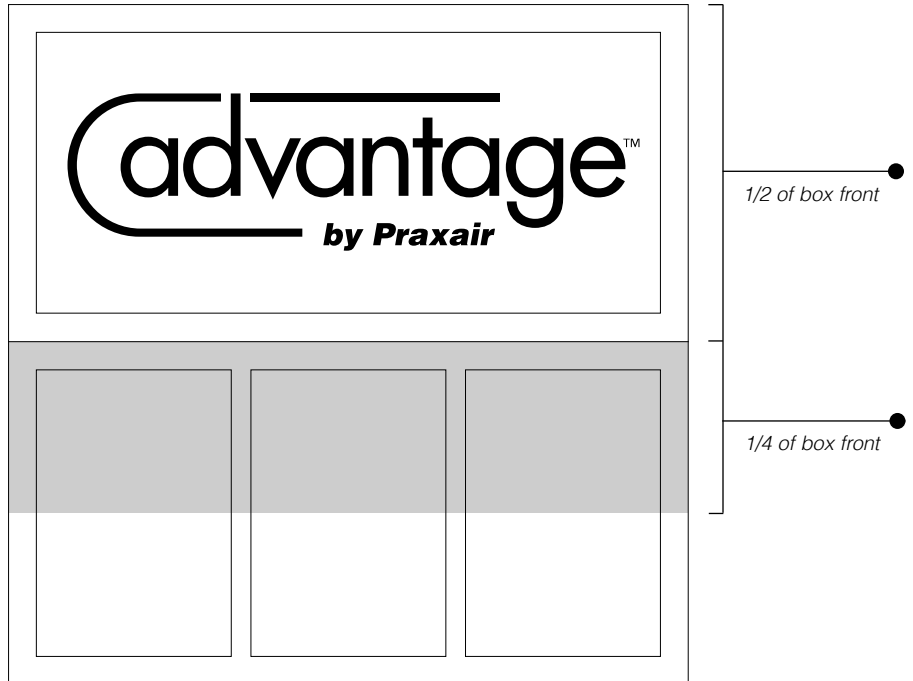 advantage™
by Praxair
1/2 of box front
1/4 of box front